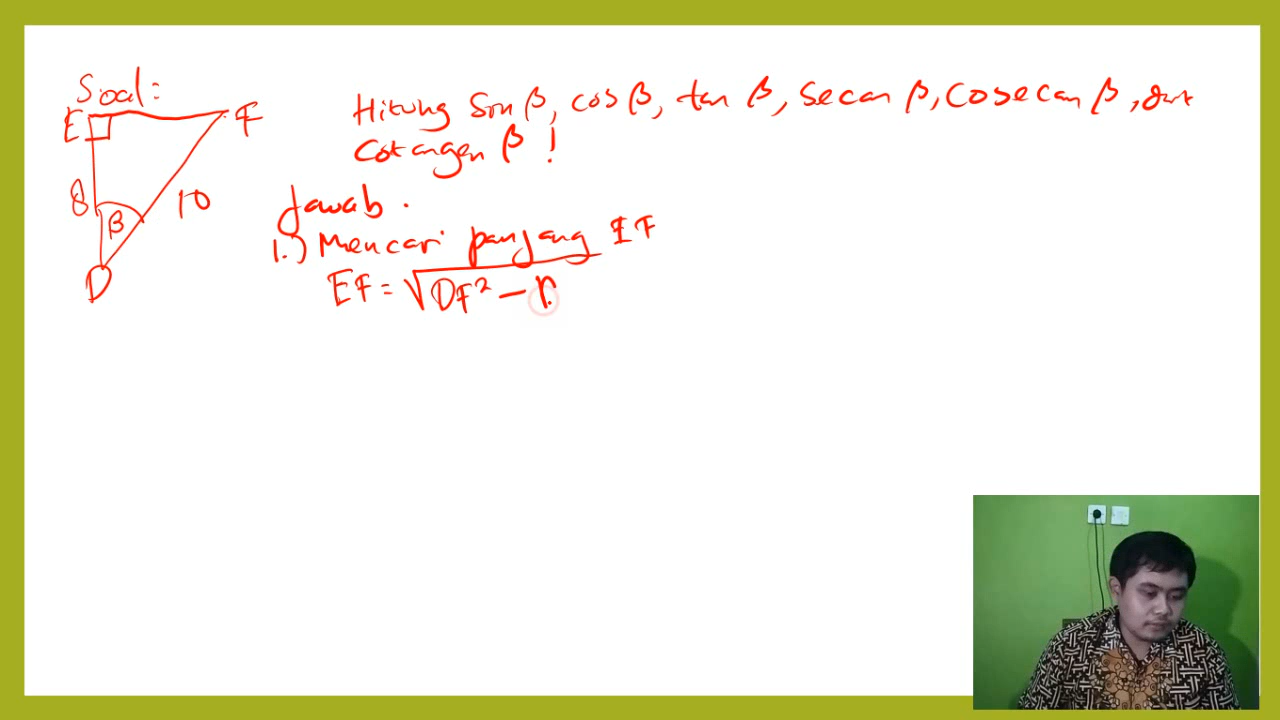 Soal:
E
F
8
10
β
D
Hitung Sin β, cos β, tan β, secan β, cosecan β, dan
Cotangen β !
Jawab.
1.) Mencari panjang EF
EF = √DF² -